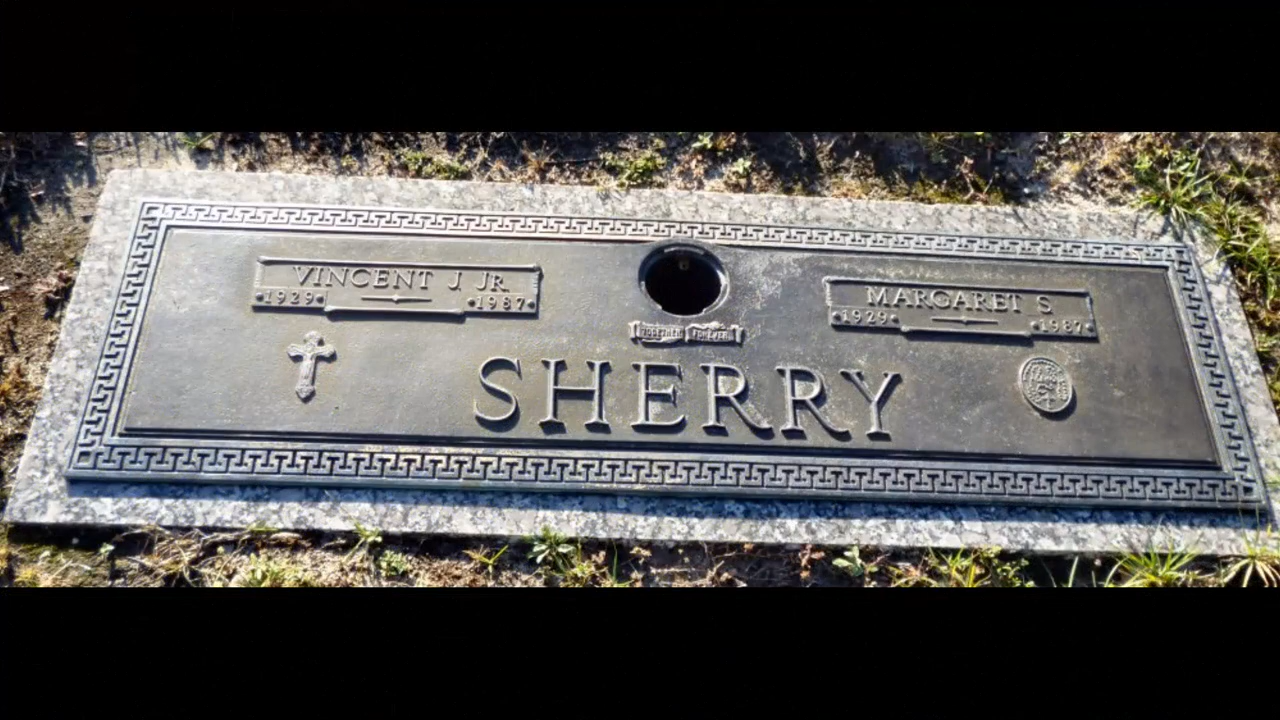 VINCENT J JR
1929 1987
MARGARET S
1929 1987
TOGETHER FOREVER
SHERRY